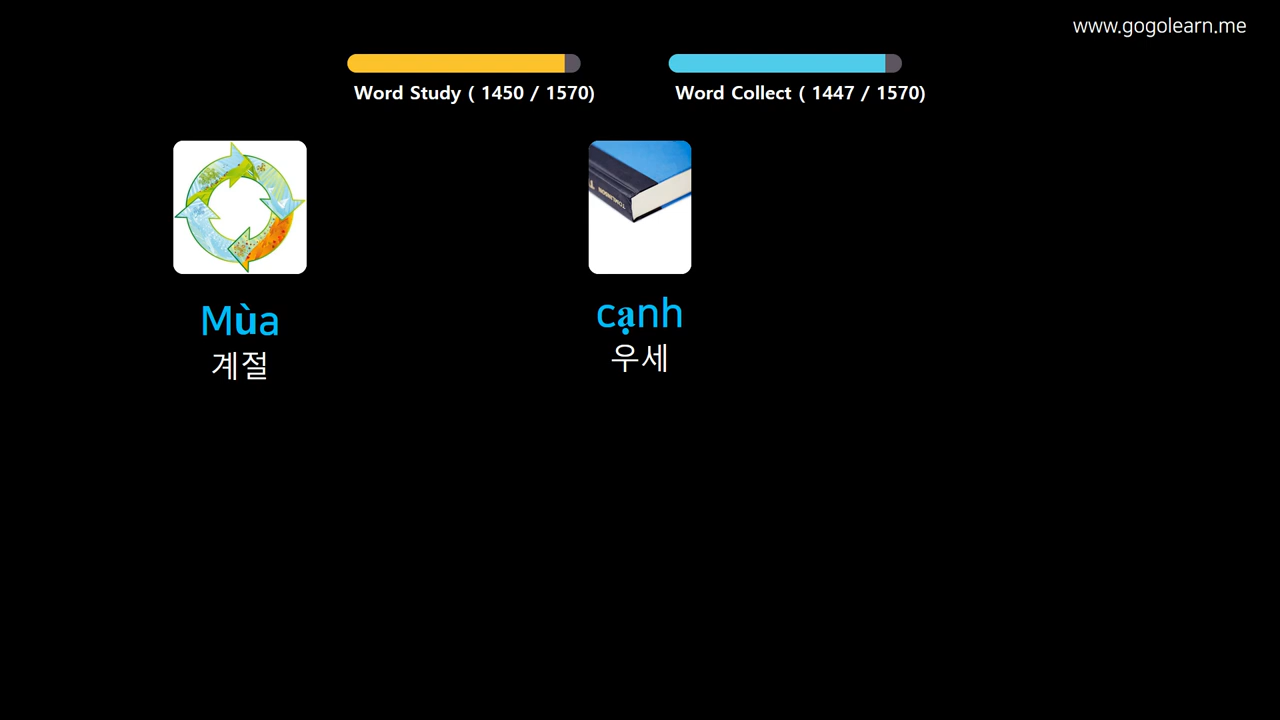 www.gogolearn.me
Word Study ( 1450 / 1570)
Word Collect ( 1447 / 1570)
Mùa
계절
cạnh
우세